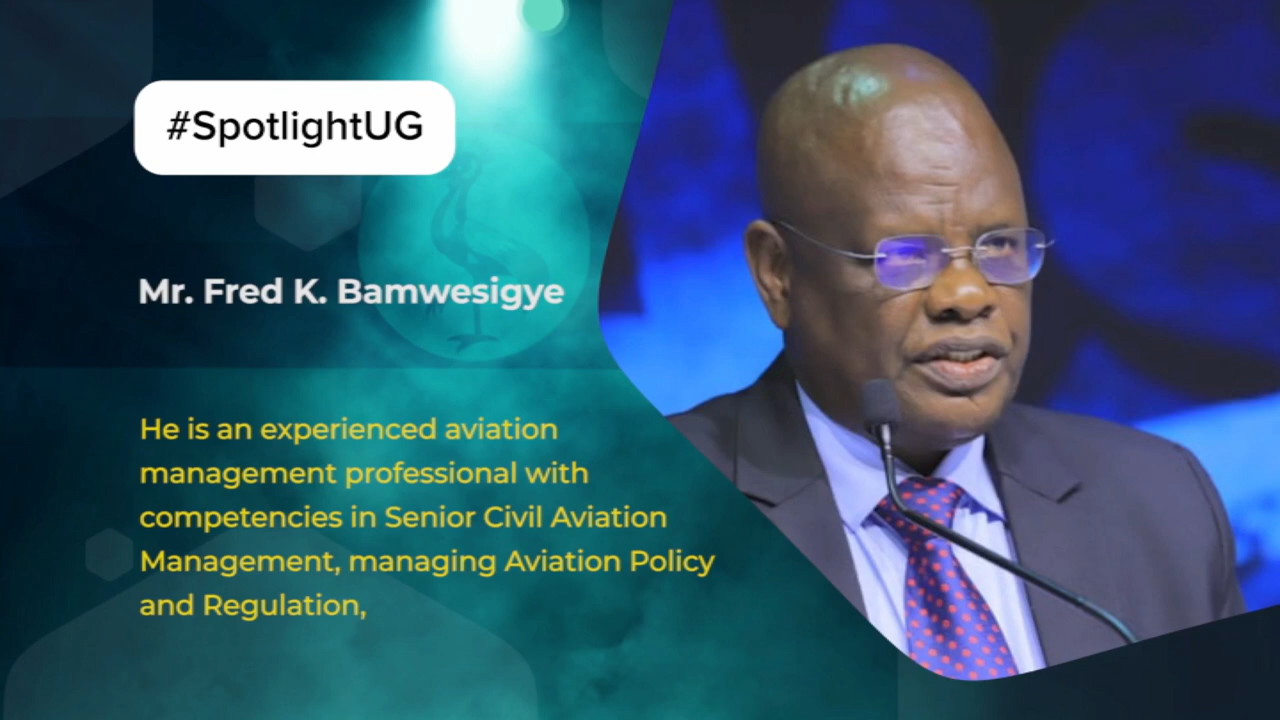 #SpotlightUG
Mr. Fred K. Bamwesigye
He is an experienced aviation
management professional with
competencies in Senior Civil Aviation
Management, managing Aviation Policy
and Regulation,